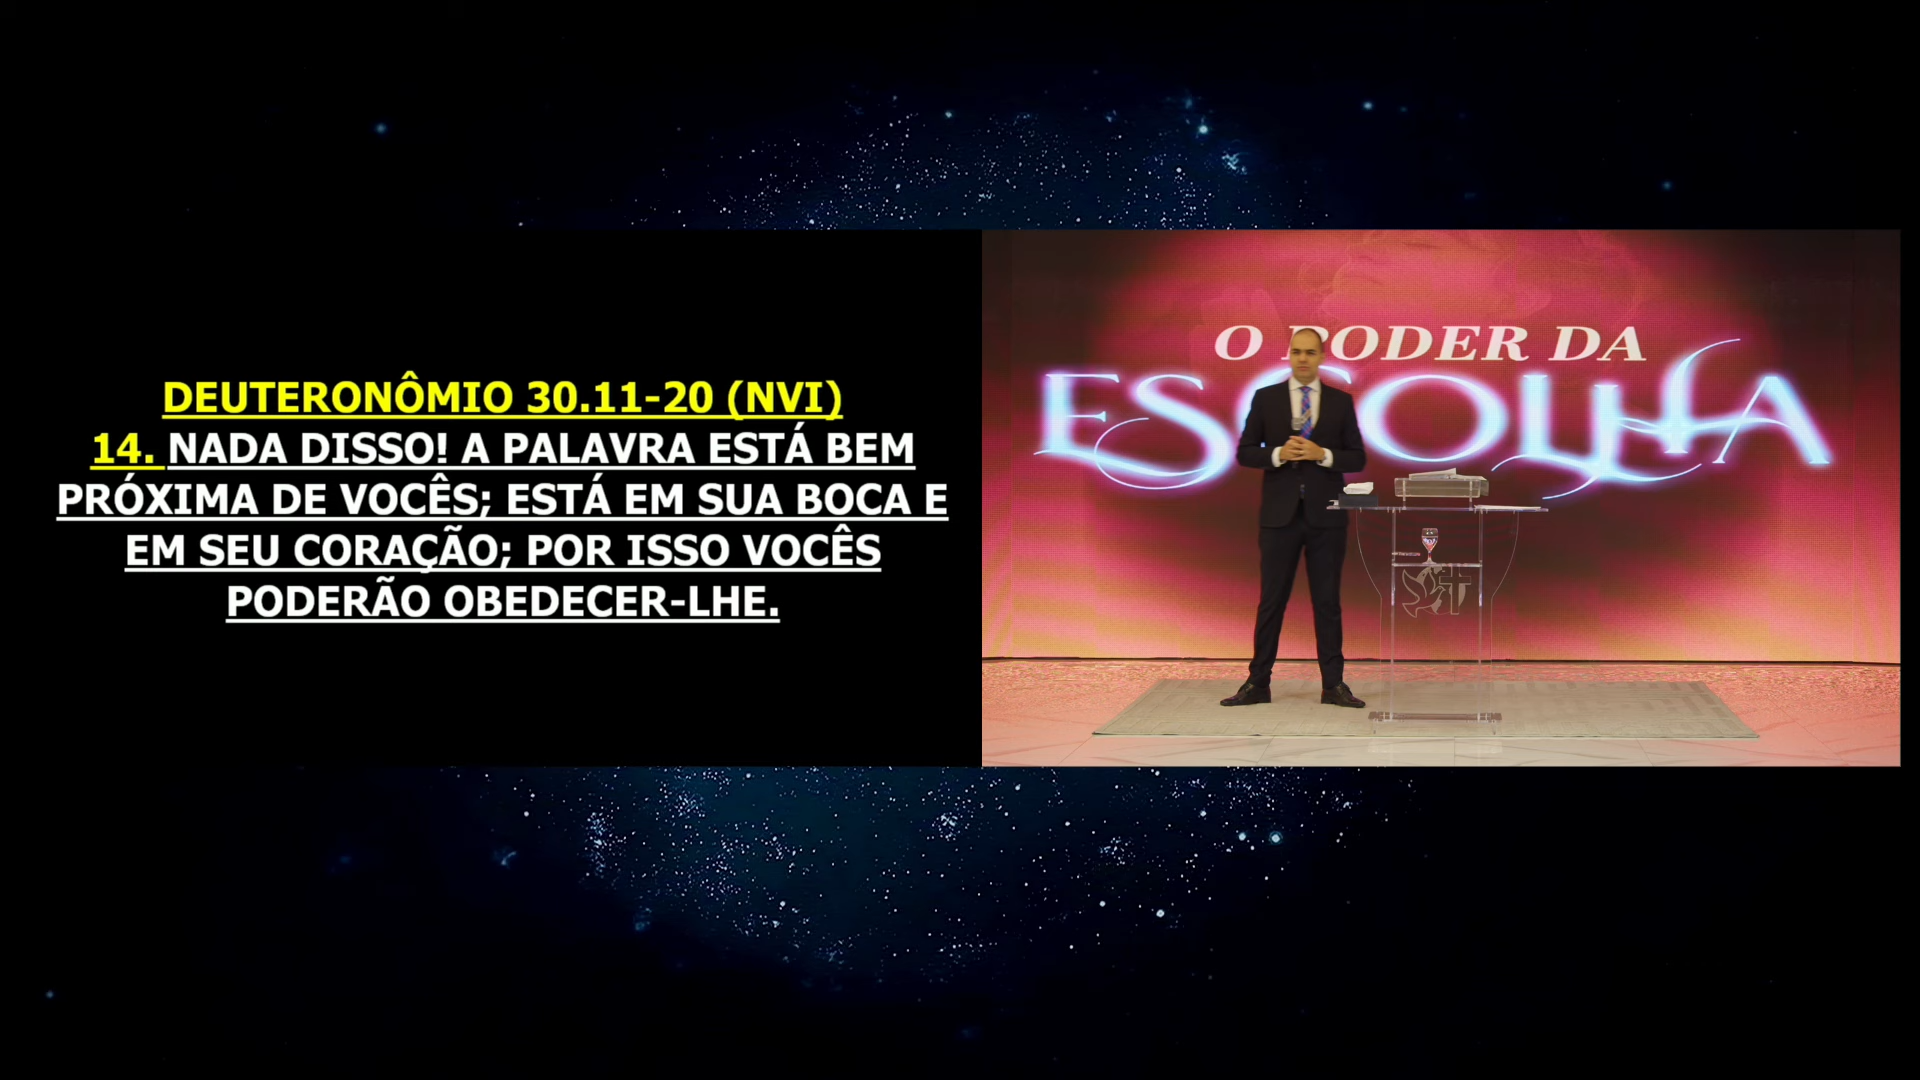 DEUTERONÔMIO 30.11-20 (NVI)
14. NADA DISSO! A PALAVRA ESTÁ BEM
PRÓXIMA DE VOCÊS; ESTÁ EM SUA BOCA E
EM SEU CORAÇÃO; POR ISSO VOCÊS
PODERÃO OBEDECER-LHE.
O PODER DA
ESCOLHA